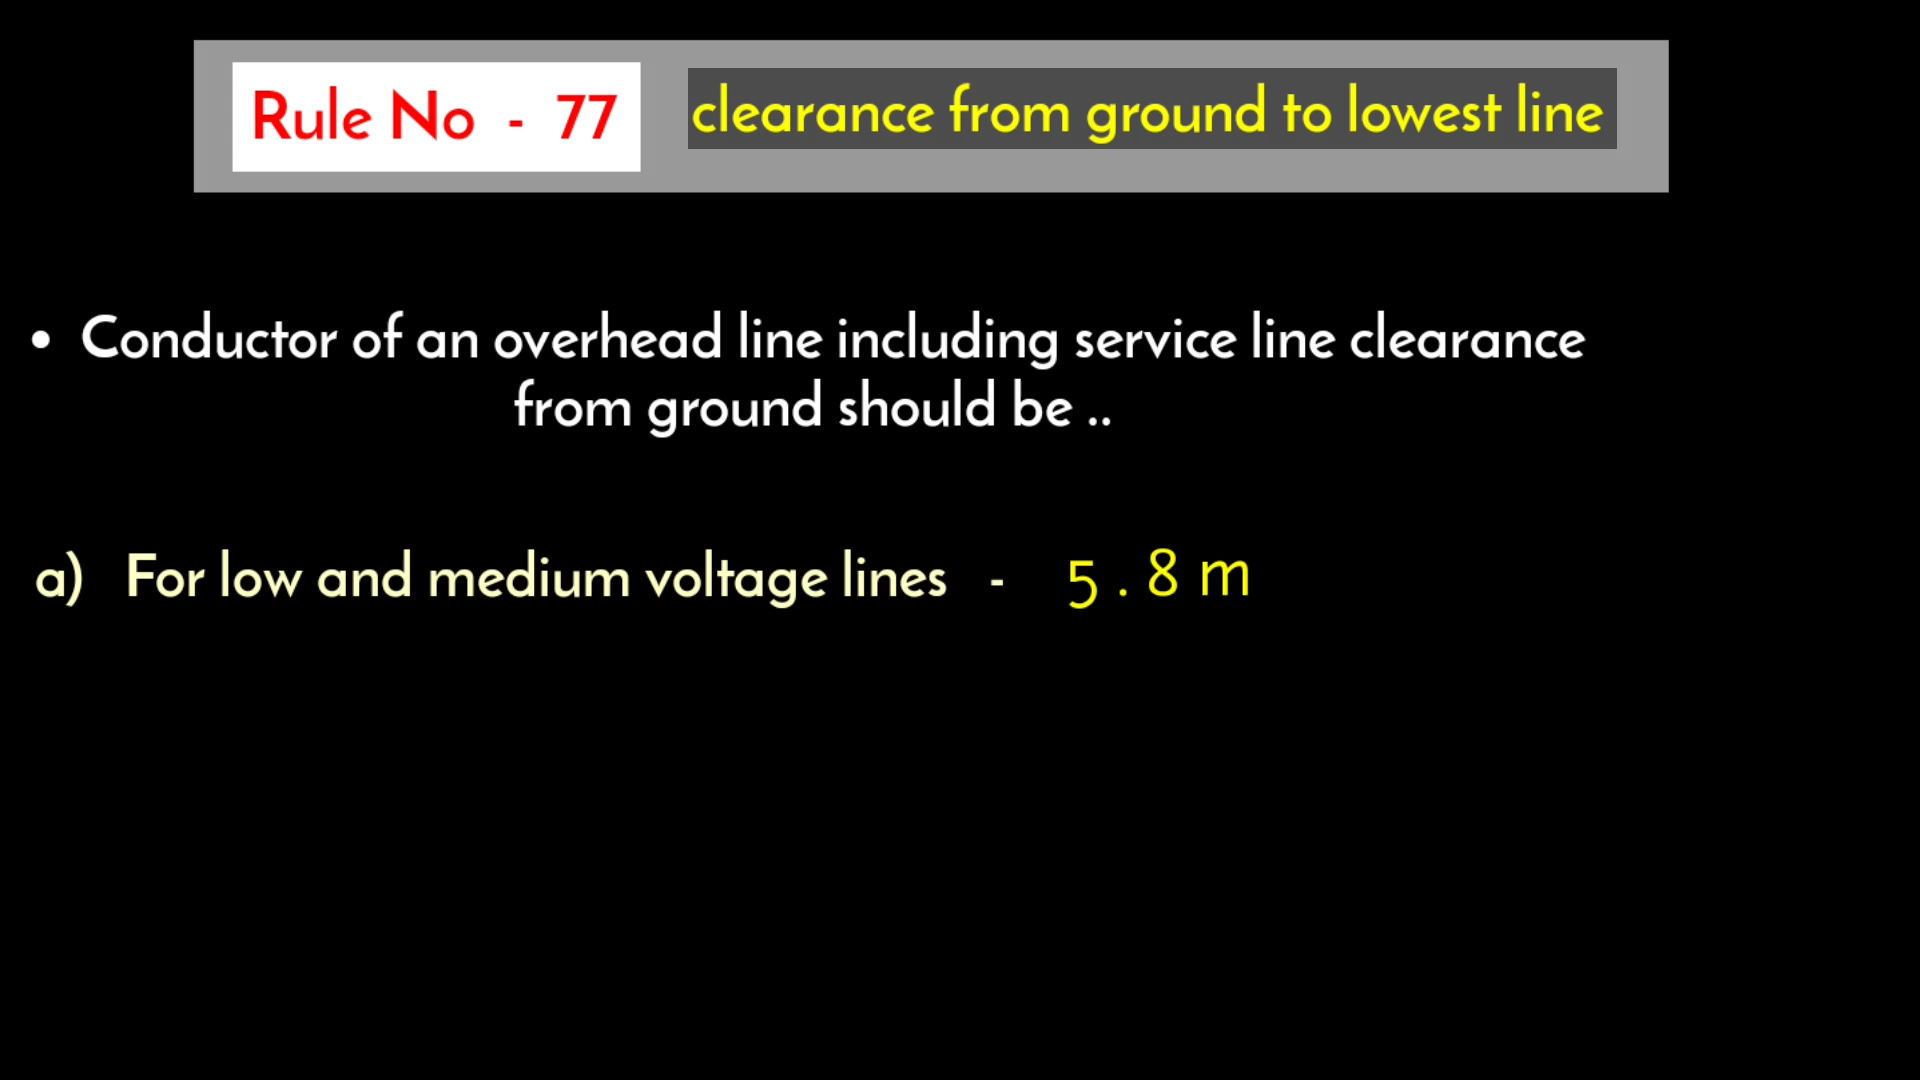 Rule No - 77 clearance from ground to lowest line
• Conductor of an overhead line including service line clearance
from ground should be ..
a) For low and medium voltage lines - 5 . 8 m